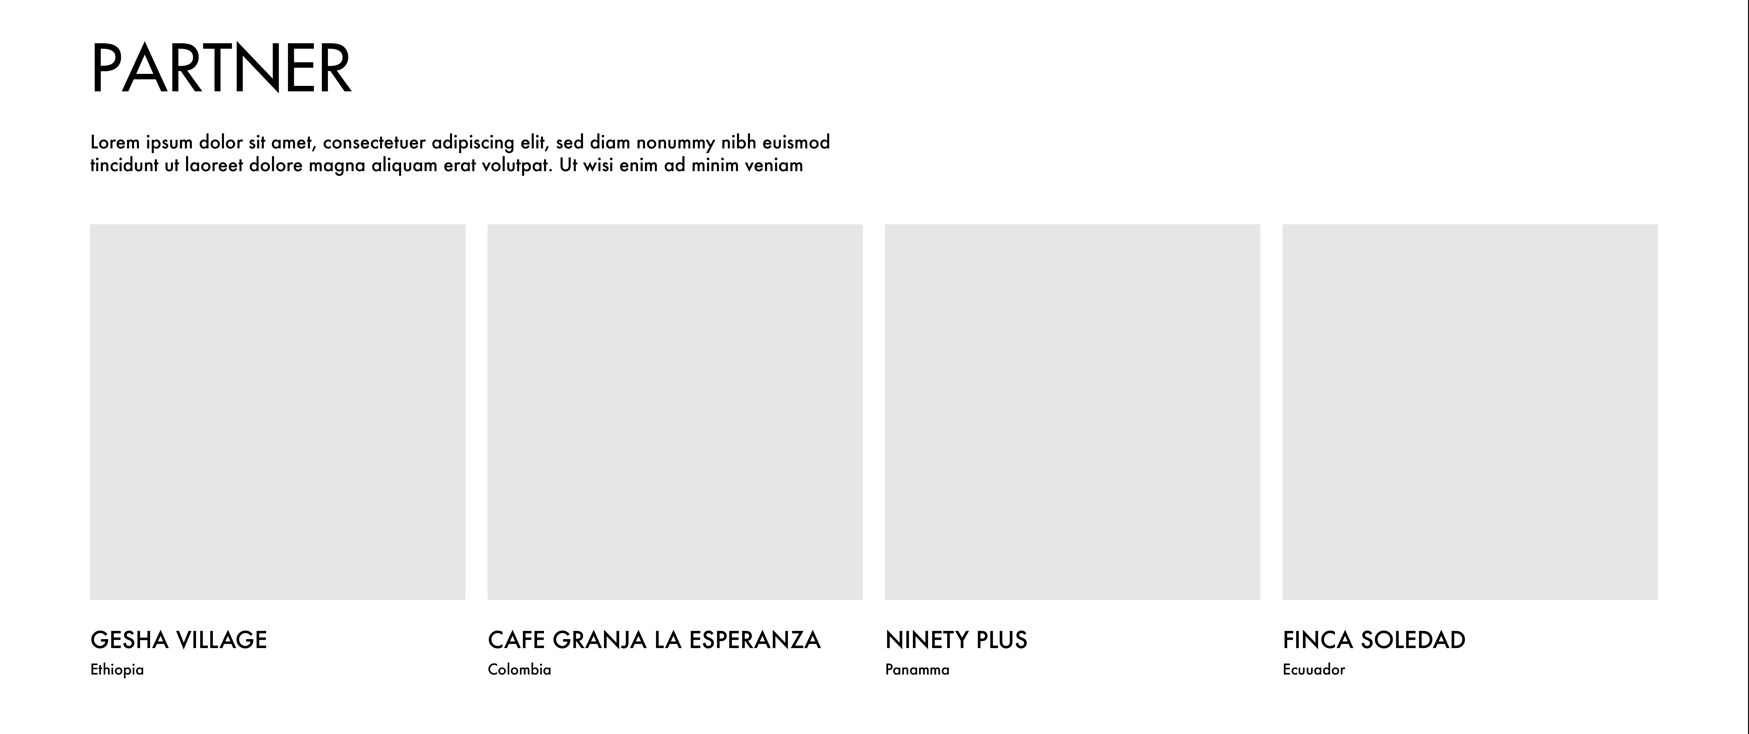 PARTNER
Lorem ipsum dolor sit amet, consectetuer adipiscing elit, sed diam nonummy nibh euismod
tincidunt ut laoreet dolore magna aliquam erat volutpat. Ut wisi enim ad minim veniam
GESHA VILLAGE
Ethiopia
CAFE GRANJA LA ESPERANZA
Colombia
NINETY PLUS
Panamma
FINCA SOLEDAD
Ecuuador